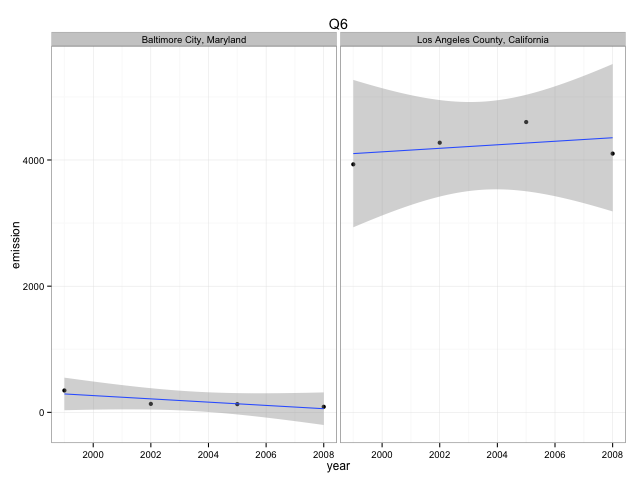 Q6
Baltimore City, Maryland
Los Angeles County, California
emission
4000
2000
0
2000 2002 2004 2006 2008
2000 2002 2004 2006 2008
year